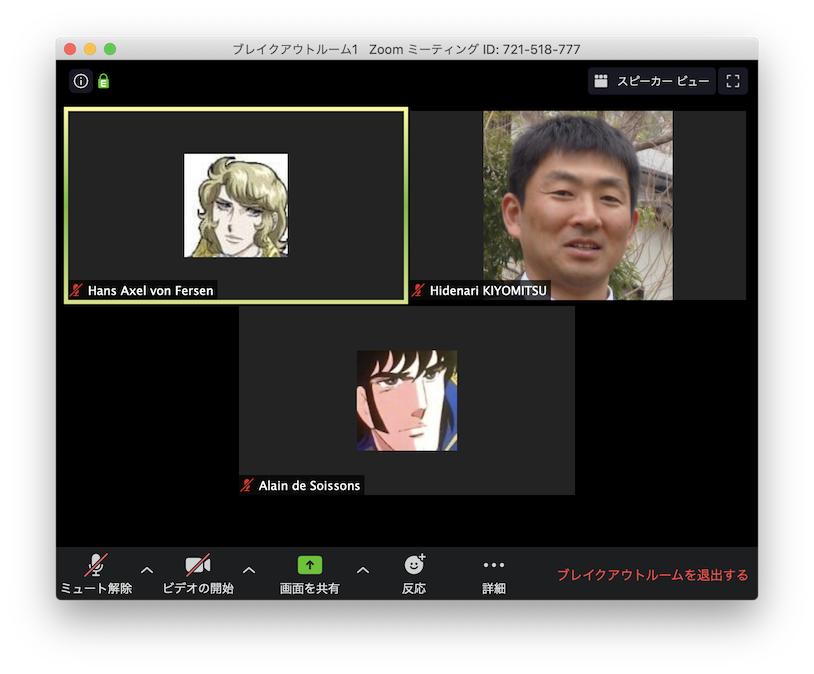 ブレイクアウトルーム1 Zoom ミーティング ID: 721-518-777
スピーカー ビュー
Hans Axel von Fersen
Hidenari KIYOMITSU
Alain de Soissons
ミュート解除
ビデオの開始
画面を共有
反応
詳細
ブレイクアウトルームを退出する